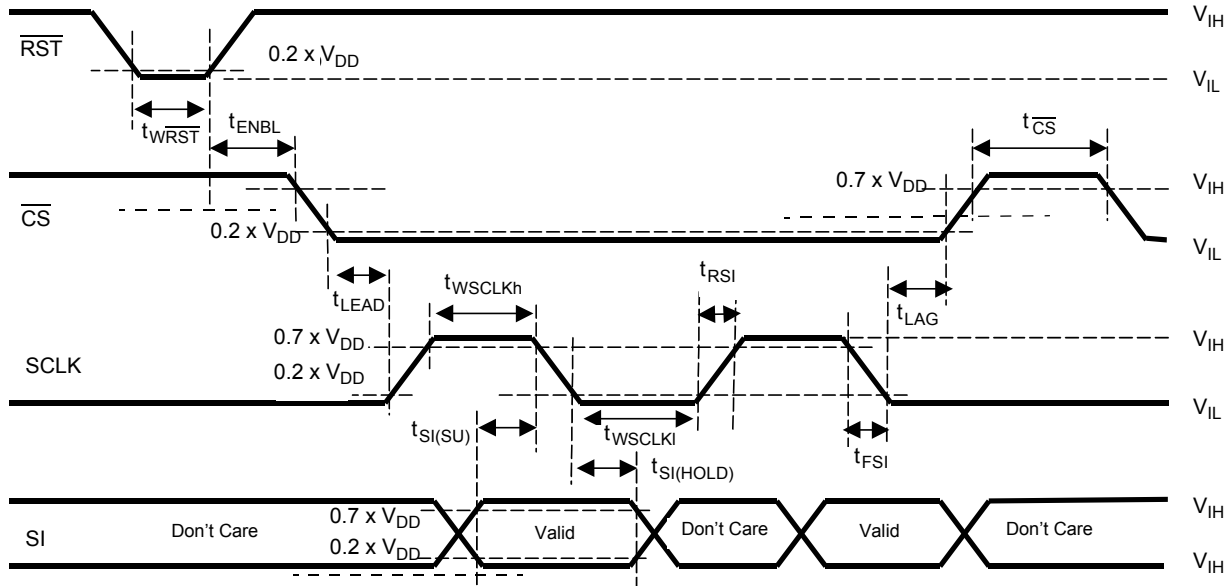 VIH
RST
0.2 x VDD
VIL
tWRST
tENBL
tCS
0.7 x VDD
VIH
CS
0.2 x VDD
VIL
tLEAD
tWSCLKh
tRSI
tLAG
0.7 x VDD
VIH
SCLK
0.2 x VDD
VIL
tSI(SU)
tWSCLKl
tFSI
tSI(HOLD)
VIH
0.7 x VDD
SI
Don't Care
Valid
Don't Care
Valid
Don't Care
0.2 x VDD
VIH